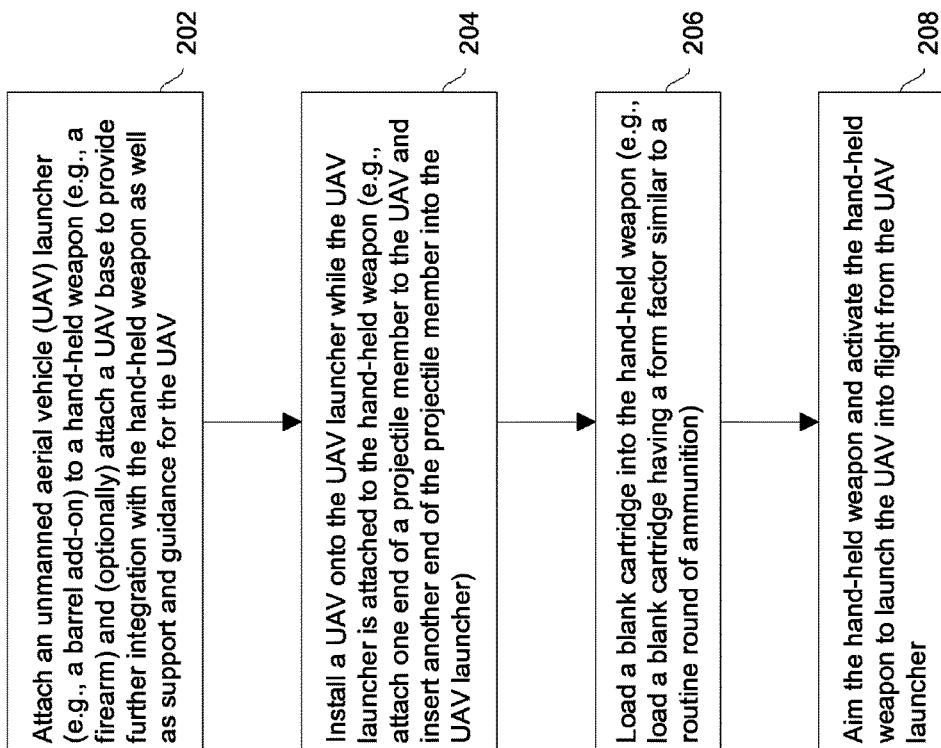 Attach an unmanned aerial vehicle (UAV) launcher
(e.g., a barrel add-on) to a hand-held weapon (e.g., a
firearm) and (optionally) attach a UAV base to provide
further integration with the hand-held weapon as well
as support and guidance for the UAV
202
Install a UAV onto the UAV launcher while the UAV
launcher is attached to the hand-held weapon (e.g.,
attach one end of a projectile member to the UAV and
insert another end of the projectile member into the
UAV launcher)
204
Load a blank cartridge into the hand-held weapon (e.g.,
load a blank cartridge having a form factor similar to a
routine round of ammunition)
206
Aim the hand-held weapon and activate the hand-held
weapon to launch the UAV into flight from the UAV
launcher
208